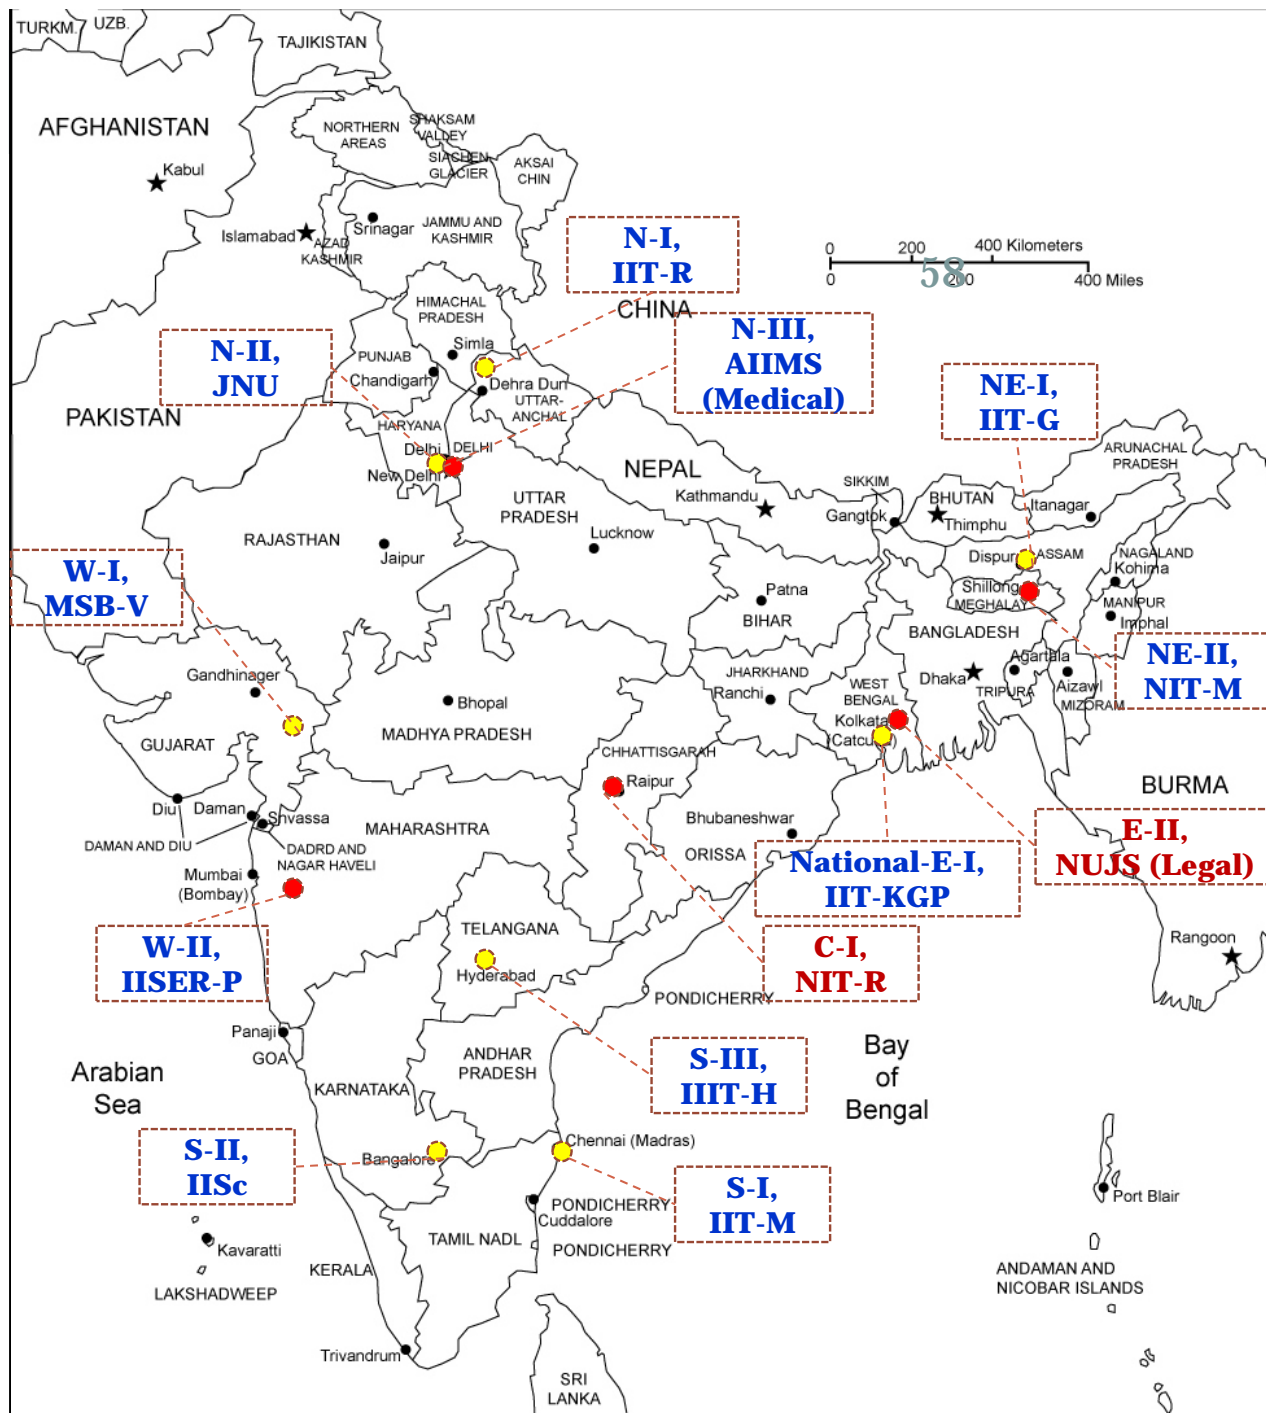 TURKM.
UZB.
TAJIKISTAN
AFGHANISTAN
Kabul
NORTHERN
AREAS
SHAKSAM
VALLEY
SIACHEN
GLACIER
AKSAI
CHIN
Islamabad
AZAD
KASHMIR
Srinagar
JAMMU AND
KASHMIR
N-I,
IIT-R
0 200 400 Kilometers
0 200 400 Miles
58
CHINA
HIMACHAL
PRADESH
Simla
N-II,
JNU
PUNJAB
Chandigarh
N-III,
AIIMS
(Medical)
Dehra Dun
UTTAR-
ANCHAL
NE-I,
IIT-G
PAKISTAN
HARYANA
Delhi
DELHI
New Delhi
ARUNACHAL
PRADESH
NEPAL
Kathmandu
SIKKIM
Gangtok
BHUTAN
Thimphu
Itanagar
UTTAR
PRADESH
Lucknow
RAJASTHAN
Jaipur
W-I,
MSB-V
Dispur
ASSAM
NAGALAND
Kohima
Shillong
MEGHALAY
MANIPUR
Imphal
Patna
BIHAR
BANGLADESH
Dhaka
Agartala
TRIPURA
Aizawl
MIZORAM
NE-II,
NIT-M
Gandhinager
GUJARAT
Bhopal
MADHYA PRADESH
JHARKHAND
Ranchi
WEST
BENGAL
Kolkata
(Catcutta)
CHHATTISGARAH
Raipur
BURMA
Diu
Daman
Shvassa
DAMAN AND DIU
DADRD AND
NAGAR HAVELI
MAHARASHTRA
Bhubaneshwar
ORISSA
Mumbai
(Bombay)
National-E-I,
IIT-KGP
E-II,
NUJS (Legal)
W-II,
IISER-P
TELANGANA
Hyderabad
C-I,
NIT-R
Rangoon
PONDICHERRY
Panaji
GOA
ANDHAR
PRADESH
S-III,
IIIT-H
Bay
of
Bengal
Arabian
Sea
KARNATAKA
S-II,
IISc
Bangalore
Chennai (Madras)
S-I,
IIT-M
PONDICHERRY
Cuddalore
PONDICHERRY
TAMIL NADL
Port Blair
Kavaratti
LAKSHADWEEP
KERALA
ANDAMAN AND
NICOBAR ISLANDS
Trivandrum
SRI
LANKA